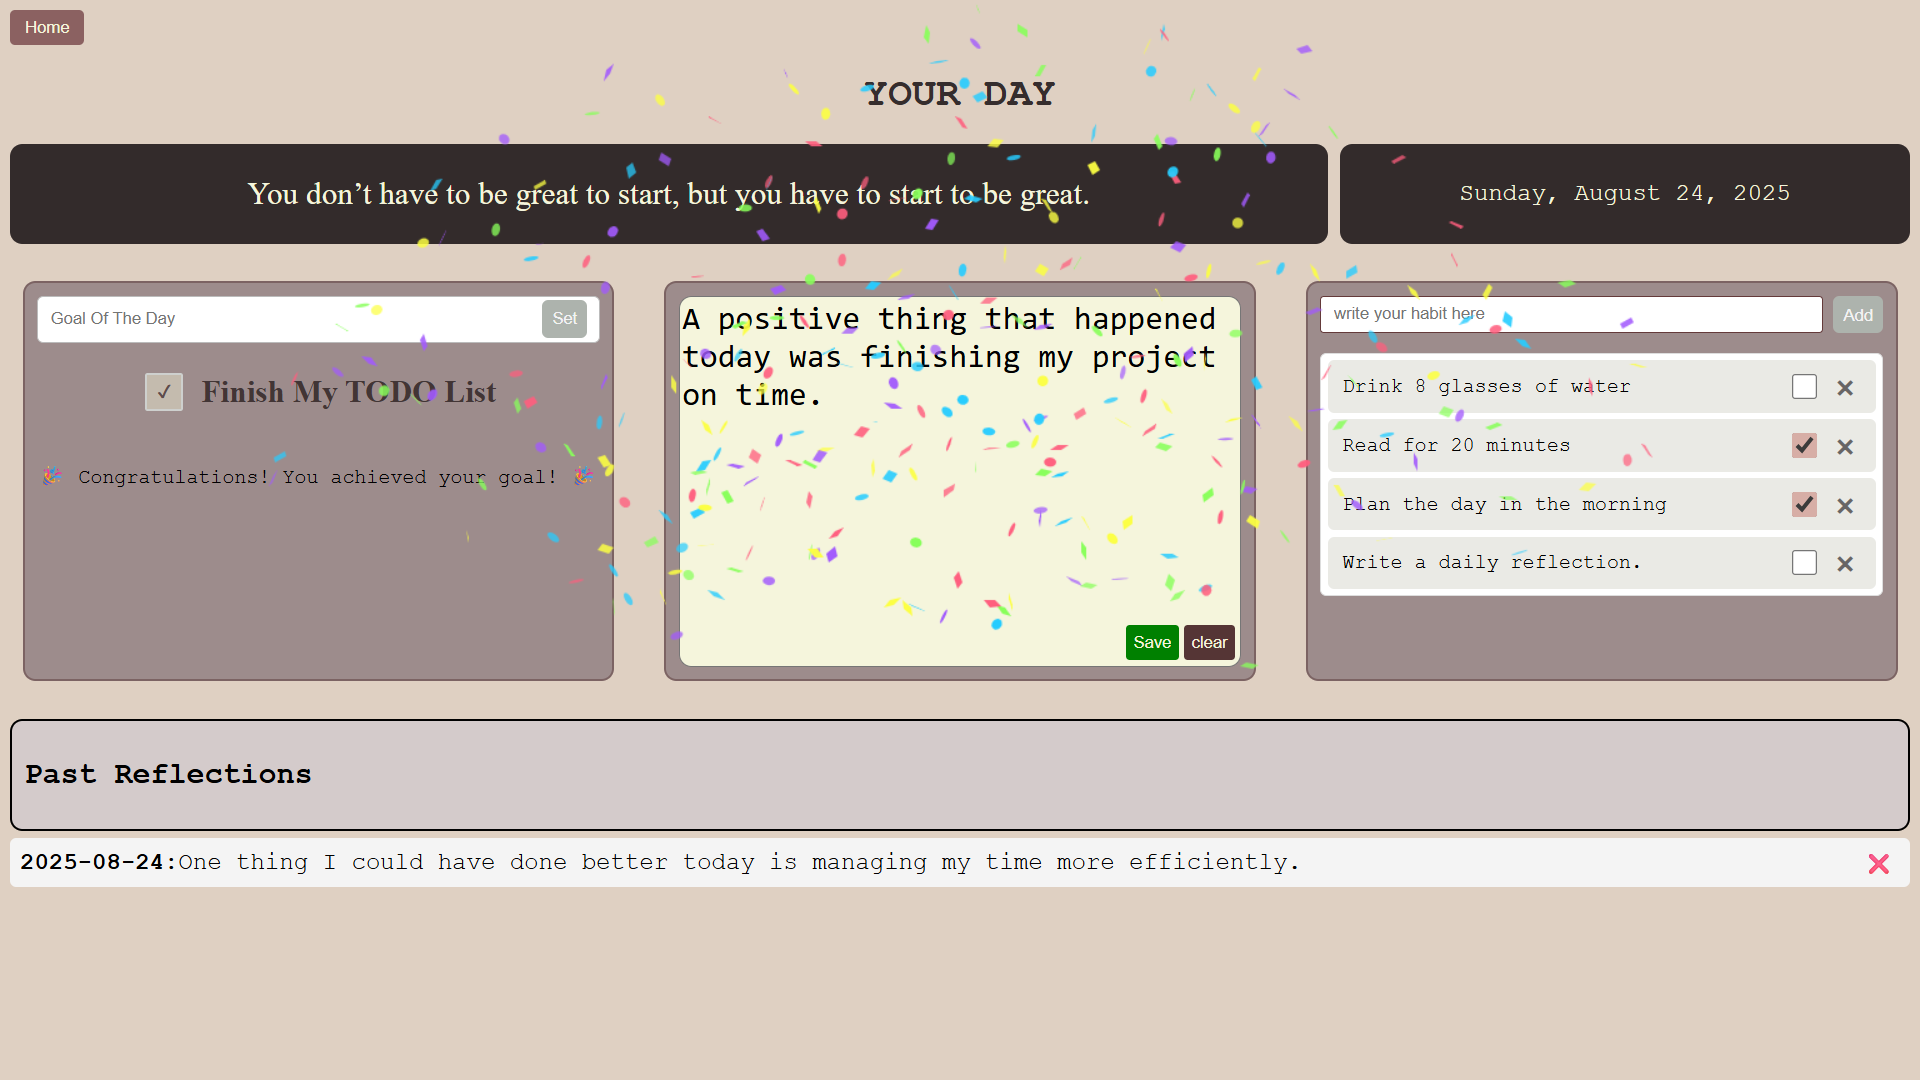 Home
YOUR DAY
You don’t have to be great to start, but you have to start to be great.
Sunday, August 24, 2025
Goal Of The Day
Set
✓ Finish My TODO List
🎉 Congratulations! You achieved your goal! 🎉
A positive thing that happened
today was finishing my project
on time.
Save
clear
write your habit here
Add
Drink 8 glasses of water
Read for 20 minutes
Plan the day in the morning
Write a daily reflection.
Past Reflections
2025-08-24:One thing I could have done better today is managing my time more efficiently.